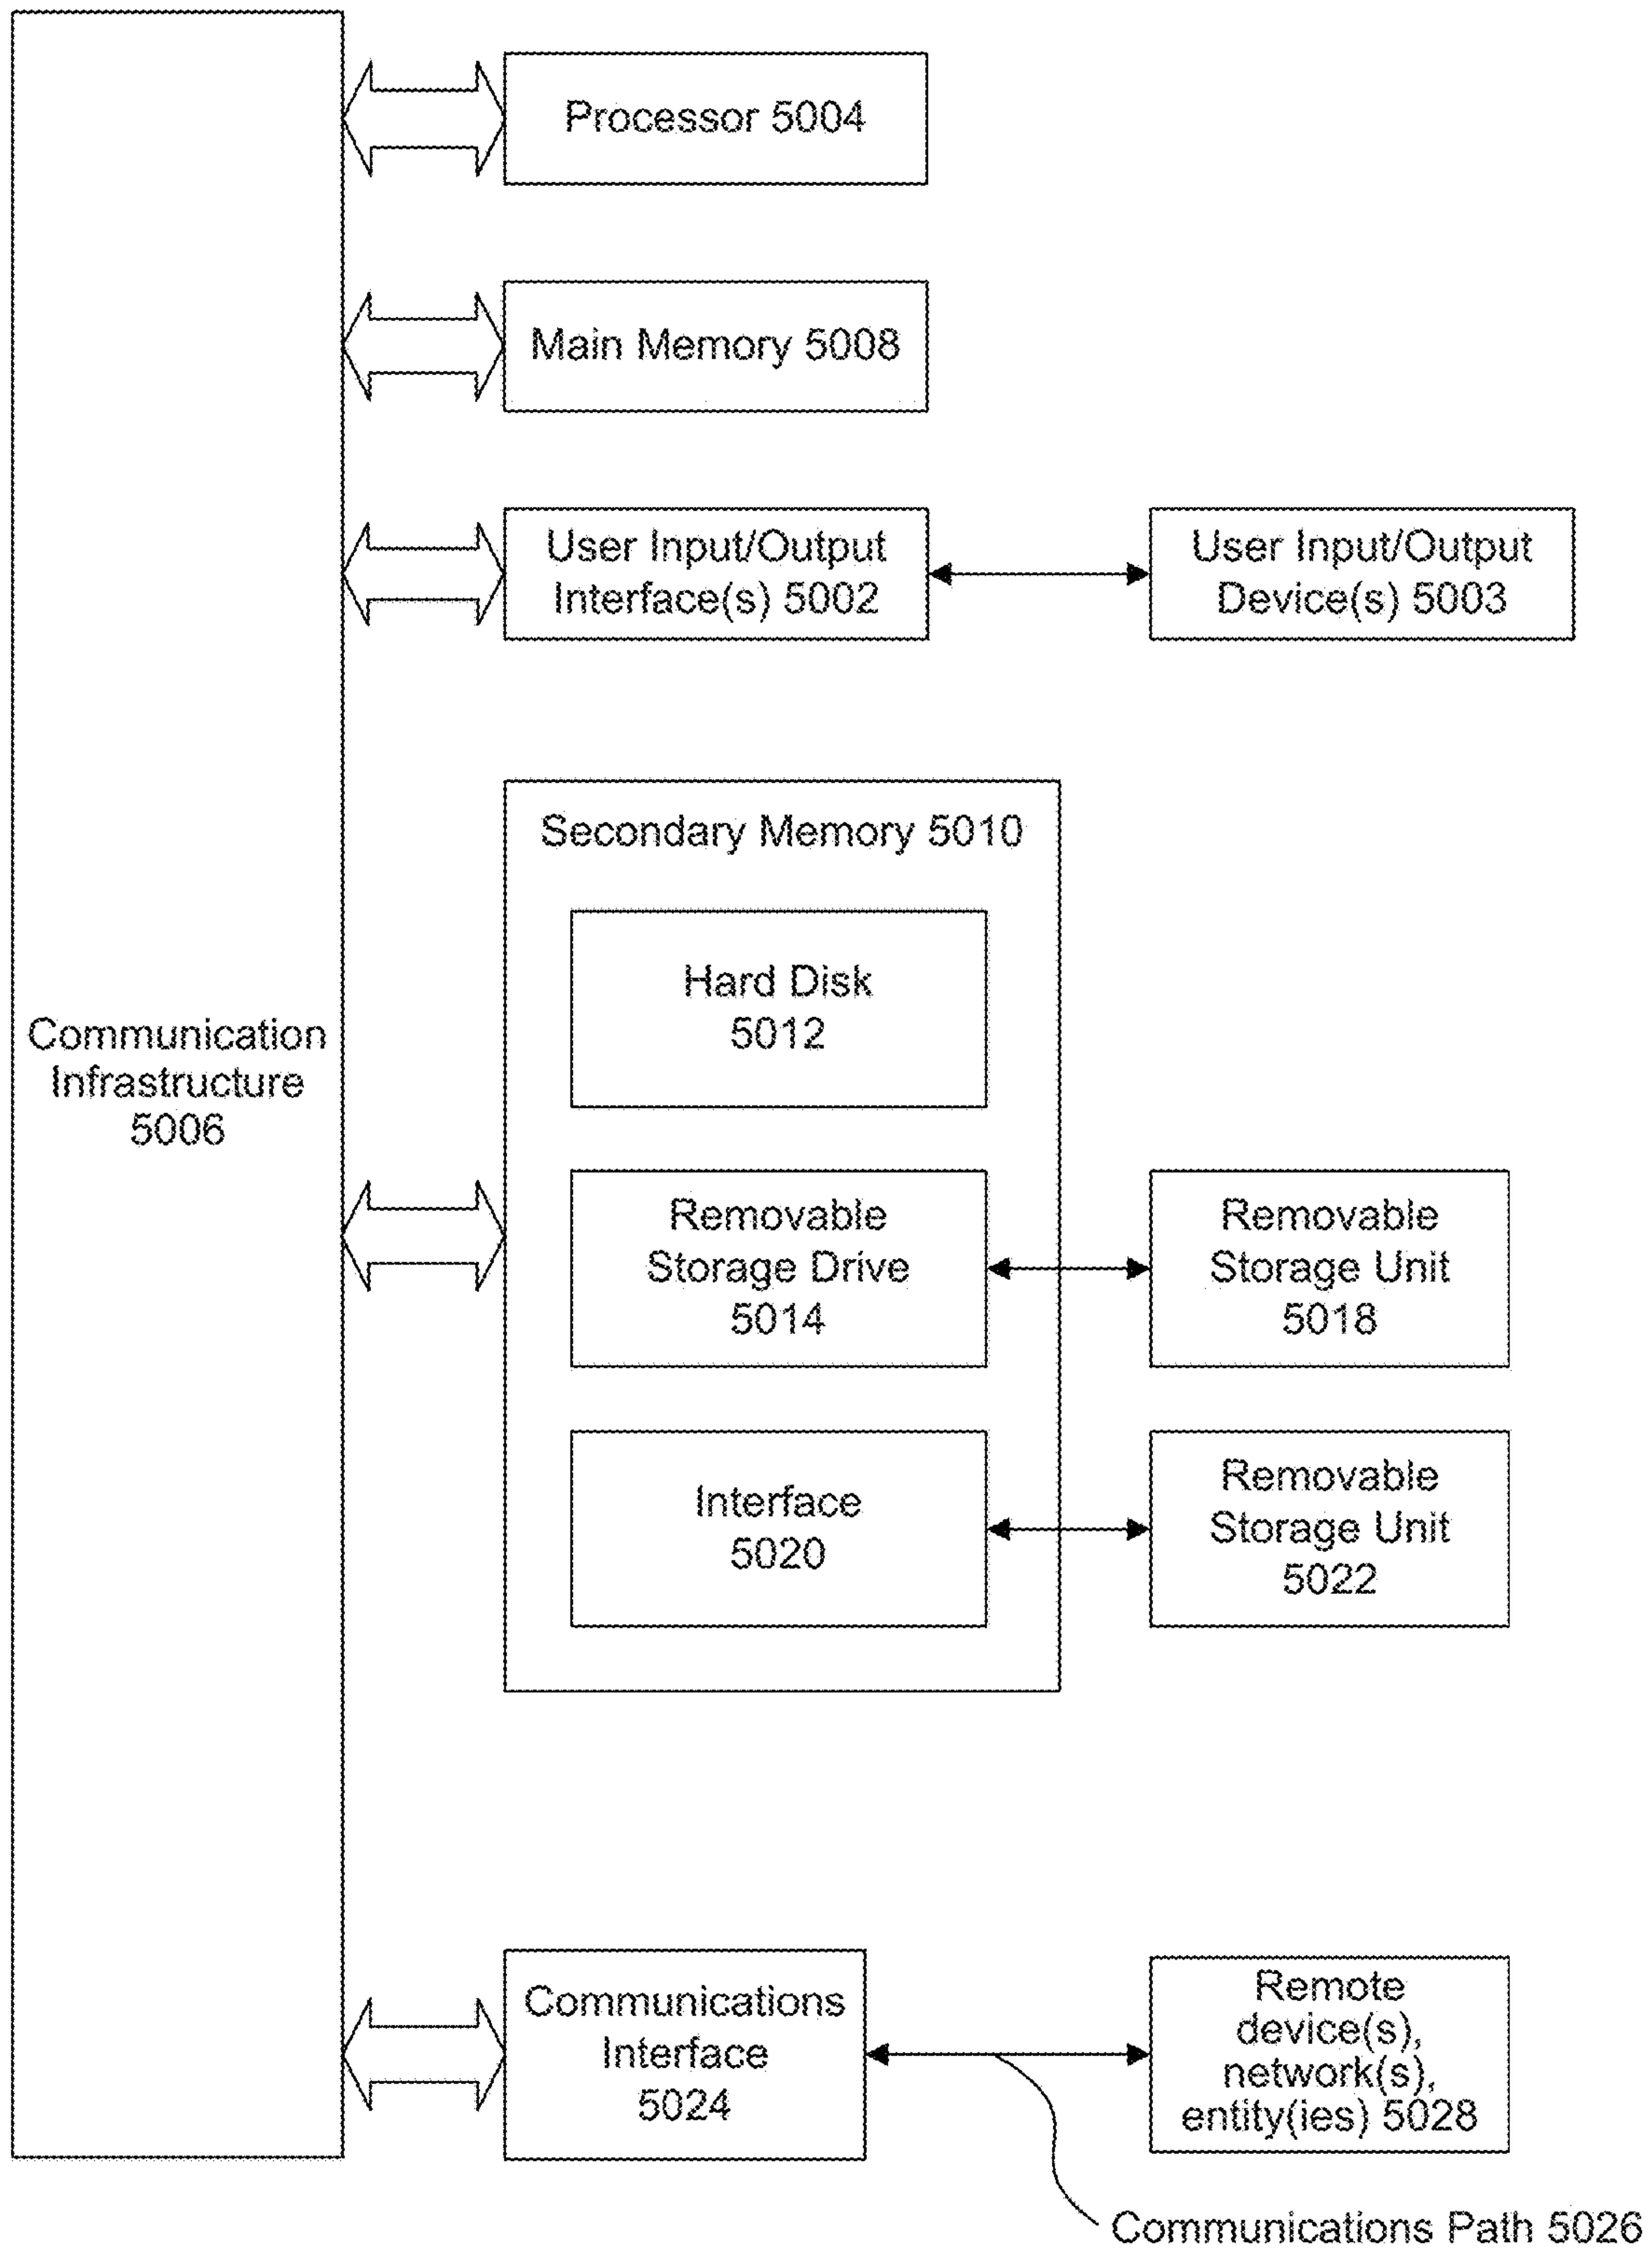 Processor 5004
Main Memory 5008
User Input/Output
Interface(s) 5002
User Input/Output
Device(s) 5003
Secondary Memory 5010
Hard Disk
5012
Communication
Infrastructure
5006
Removable
Storage Drive
5014
Removable
Storage Unit
5018
Interface
5020
Removable
Storage Unit
5022
Communications
Interface
5024
Remote
device(s),
network(s),
entity(ies) 5028
Communications Path 5026